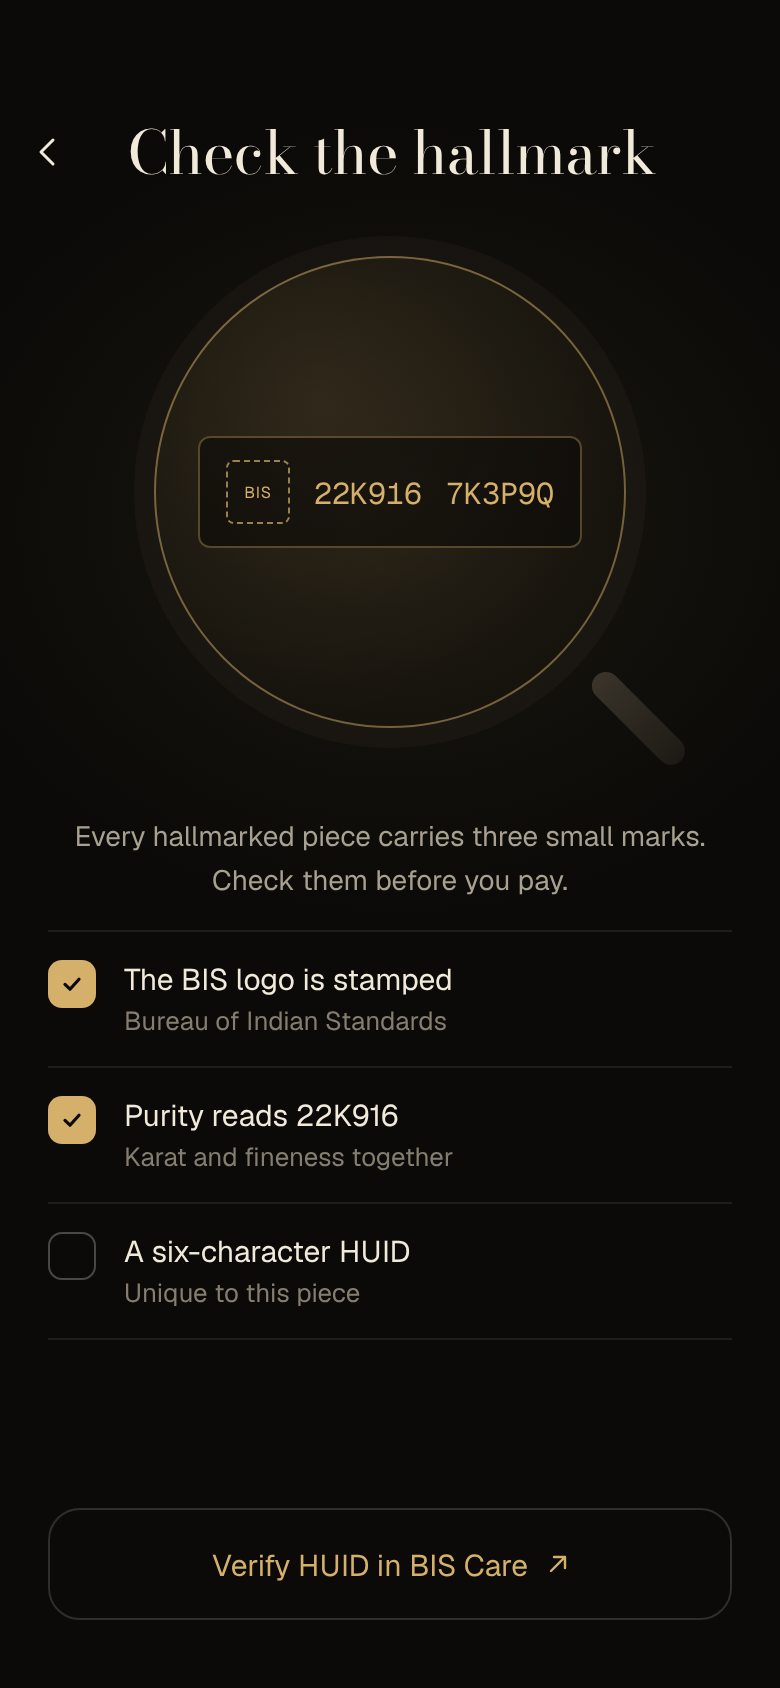 Check the hallmark
BIS 22K916 7K3P9Q
Every hallmarked piece carries three small marks.
Check them before you pay.
The BIS logo is stamped
Bureau of Indian Standards
Purity reads 22K916
Karat and fineness together
A six-character HUID
Unique to this piece
Verify HUID in BIS Care